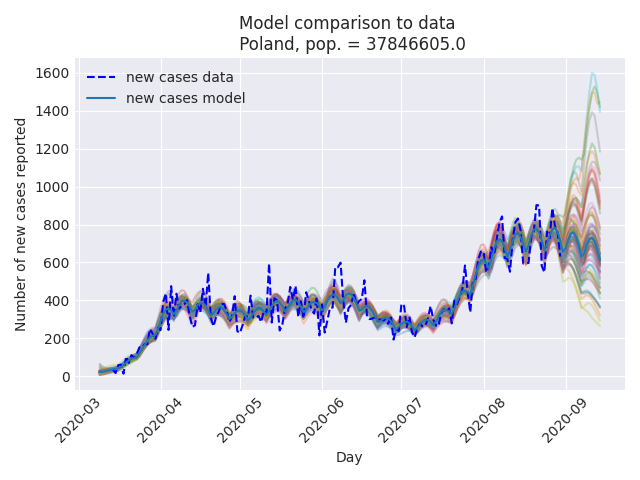 Model comparison to data
Poland, pop. = 37846605.0
new cases data
new cases model
Number of new cases reported
1600
1400
1200
1000
800
600
400
200
0
2020-03
2020-04
2020-05
2020-06
2020-07
2020-08
2020-09
Day